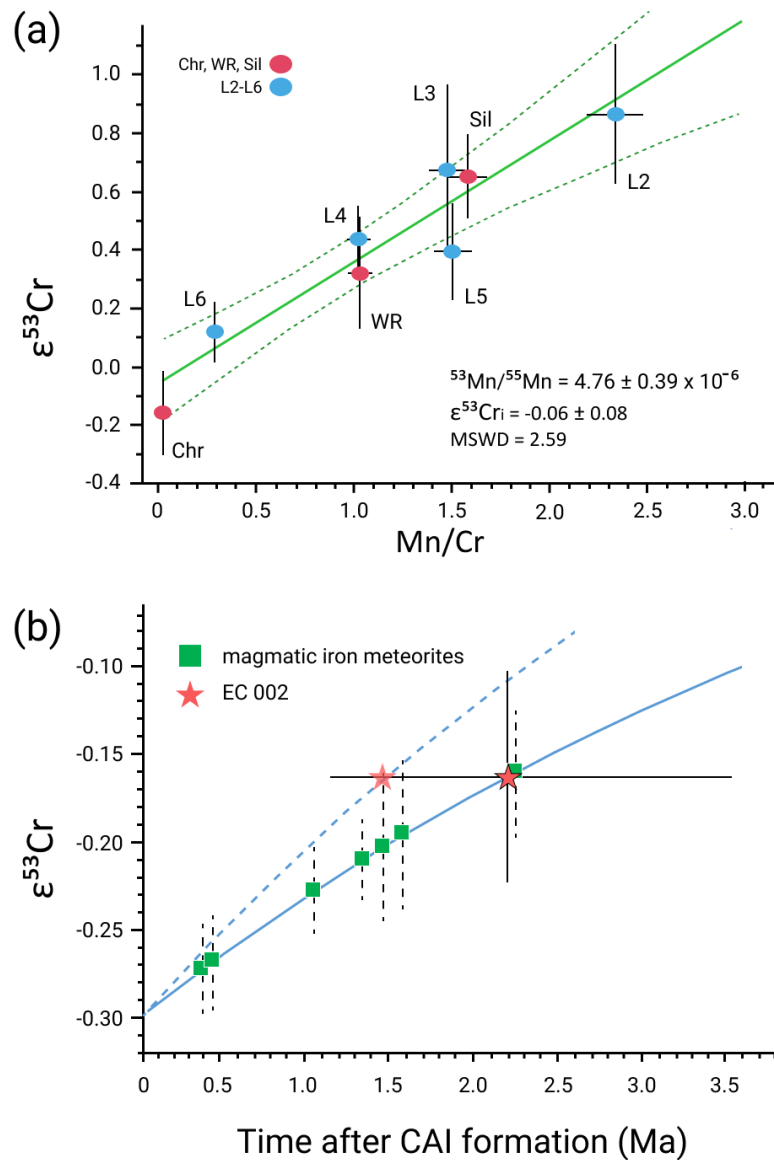 (a)
Chr, WR, Sil
L2-L6
L3
Sil
L4
L2
L6
L5
WR
Chr
⁵³Mn/⁵⁵Mn = 4.76 ± 0.39 x 10⁻⁶
ε⁵³Crᵢ = -0.06 ± 0.08
MSWD = 2.59
ε⁵³Cr
1.0
0.8
0.6
0.4
0.2
0.0
-0.2
-0.4
0 0.5 1.0 1.5 2.0 2.5 3.0
Mn/Cr
(b)
magmatic iron meteorites
EC 002
ε⁵³Cr
-0.10
-0.15
-0.20
-0.25
-0.30
0 0.5 1.0 1.5 2.0 2.5 3.0 3.5
Time after CAI formation (Ma)